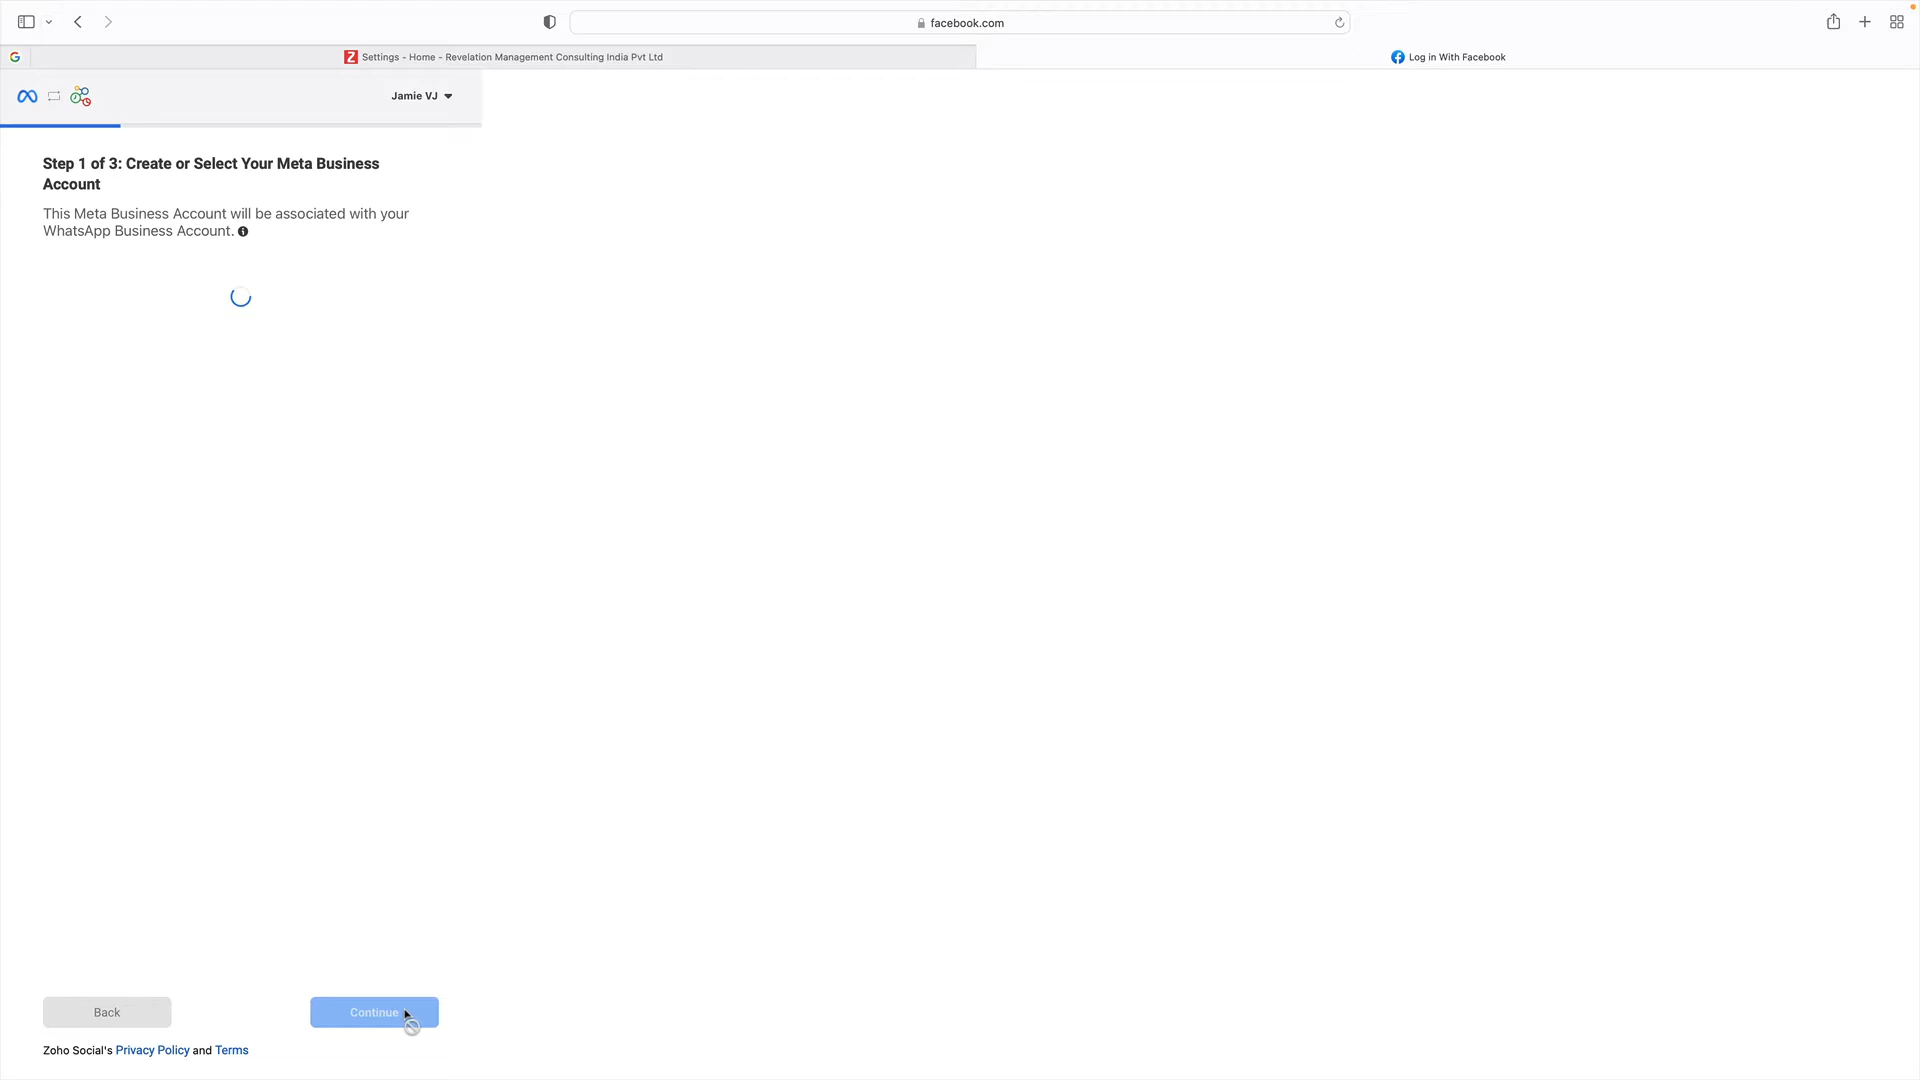 facebook.com
Settings - Home - Revelation Management Consulting India Pvt Ltd
Log in With Facebook
Jamie VJ
Step 1 of 3: Create or Select Your Meta Business
Account
This Meta Business Account will be associated with your
WhatsApp Business Account.
Back
Continue
Zoho Social's Privacy Policy and Terms